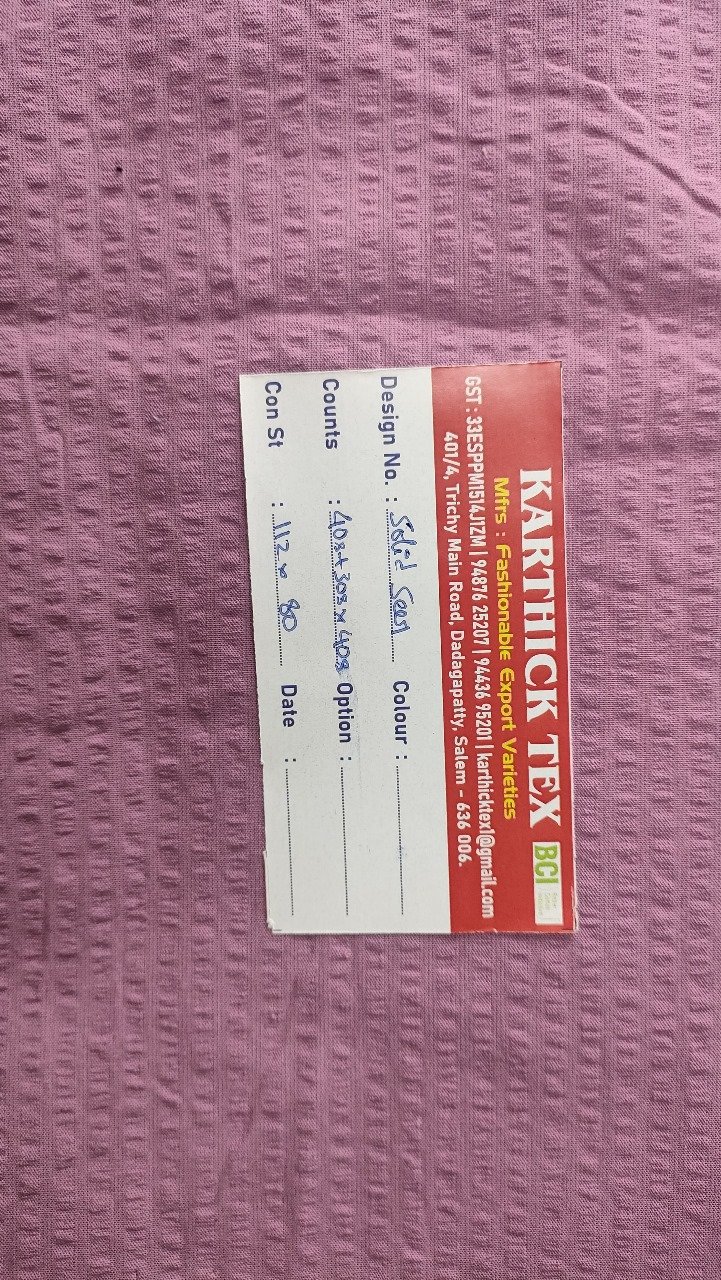 KARTHICK TEX BCI
Mfrs : Fashionable Export Varieties
GST : 33ESPPM1514J1ZM | 94876 25207 | 94436 95201 | karthicktex1@gmail.com
401/4, Trichy Main Road, Dadagapatty, Salem - 636 006.
Design No. : Solid Seer Colour :
Counts : 40s+30s x 40s Option :
Con St : 112 x 80 Date :